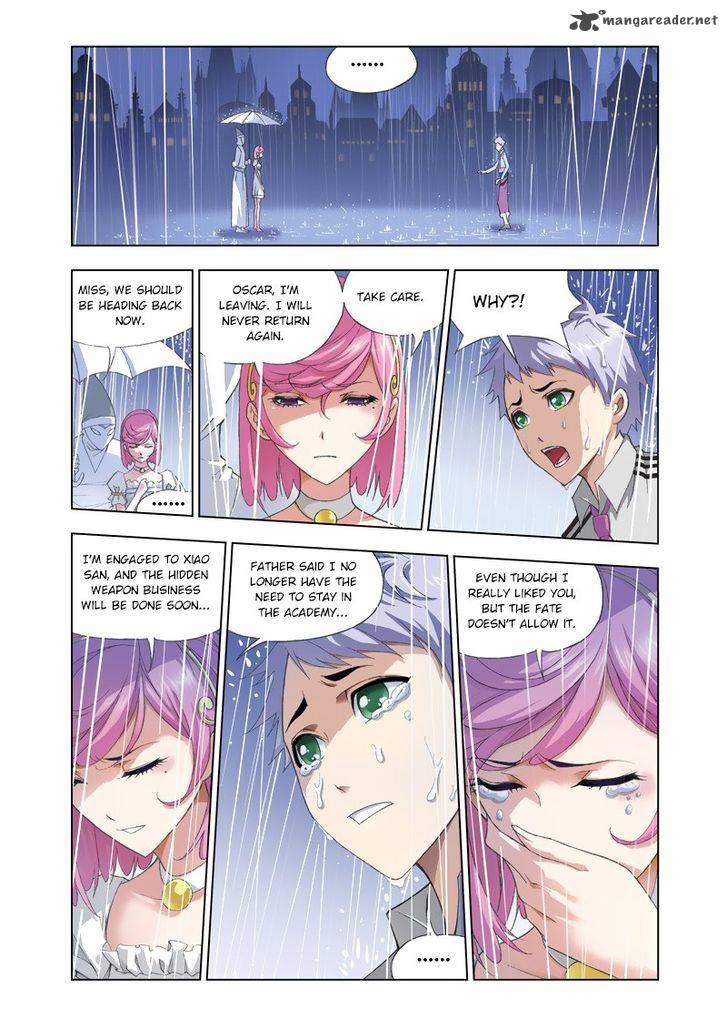 mangareader.net
......
MISS, WE SHOULD
BE HEADING BACK
NOW.
......
OSCAR, I'M
LEAVING. I WILL
NEVER RETURN
AGAIN.
TAKE CARE.
WHY?!
I'M ENGAGED TO XIAO
SAN, AND THE HIDDEN
WEAPON BUSINESS
WILL BE DONE SOON...
FATHER SAID I NO
LONGER HAVE THE
NEED TO STAY IN
THE ACADEMY...
......
EVEN THOUGH I
REALLY LIKED YOU,
BUT THE FATE
DOESN'T ALLOW IT.